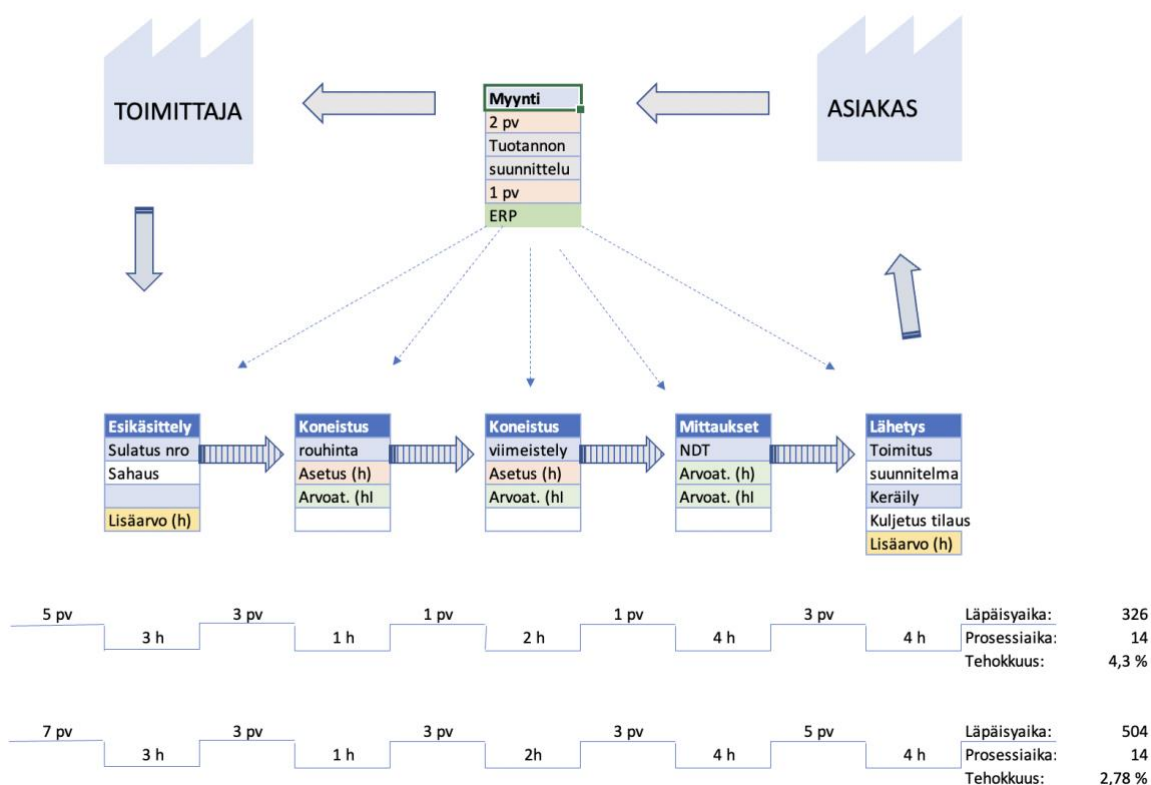 TOIMITTAJA
Myynti
2 pv
Tuotannon
suunnittelu
1 pv
ERP
ASIAKAS
Esikäsittely
Sulatus nro
Sahaus
Lisäarvo (h)
Koneistus
rouhinta
Asetus (h)
Arvoat. (hI
Koneistus
viimeistely
Asetus (h)
Arvoat. (hI
Mittaukset
NDT
Arvoat. (h)
Arvoat. (hI
Lähetys
Toimitus
suunnitelma
Keräily
Kuljetus tilaus
Lisäarvo (h)
5 pv 3 pv 1 pv 1 pv 3 pv Läpäisyaika: 326
3 h 1 h 2 h 4 h 4 h Prosessiaika: 14
Tehokkuus: 4,3 %
7 pv 3 pv 3 pv 3 pv 5 pv Läpäisyaika: 504
3 h 1 h 2h 4 h 4 h Prosessiaika: 14
Tehokkuus: 2,78 %